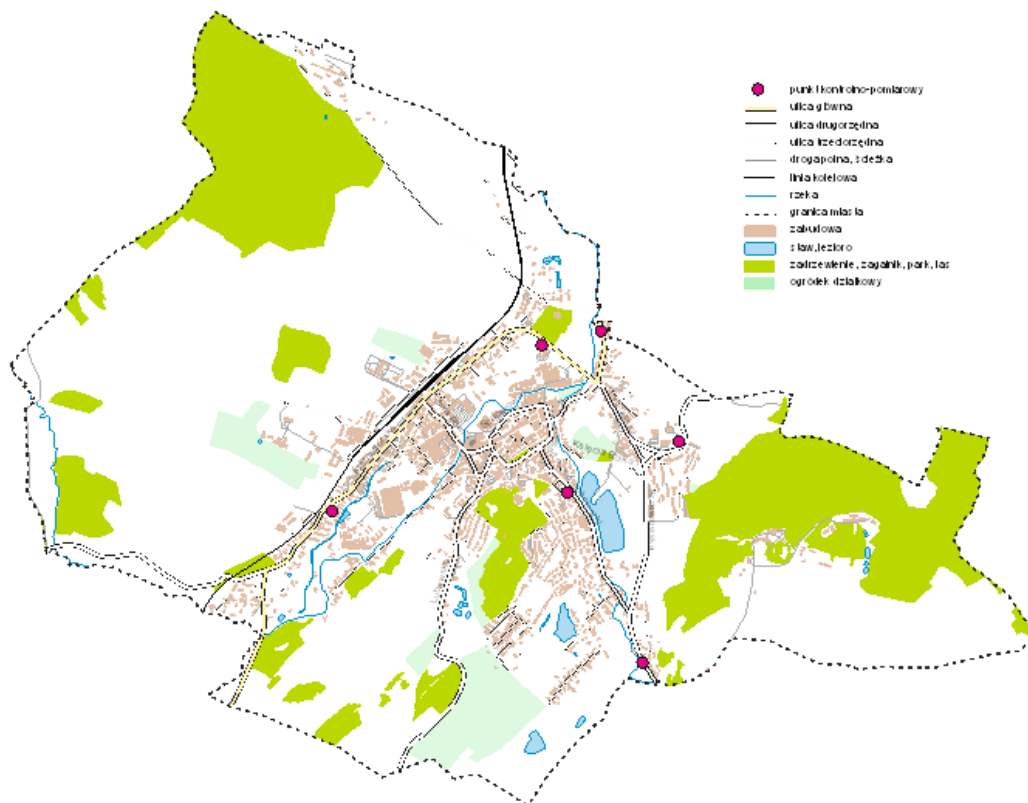 punkt kontrolno-pomiarowy
ulica główna
ulica drugorzędna
ulica trzeciorzędna
droga polna, ścieżka
linia kolejowa
rzeka
granica miasta
zabudowa
staw, jezioro
zadrzewienie, zagajnik, park, las
ogródek działkowy